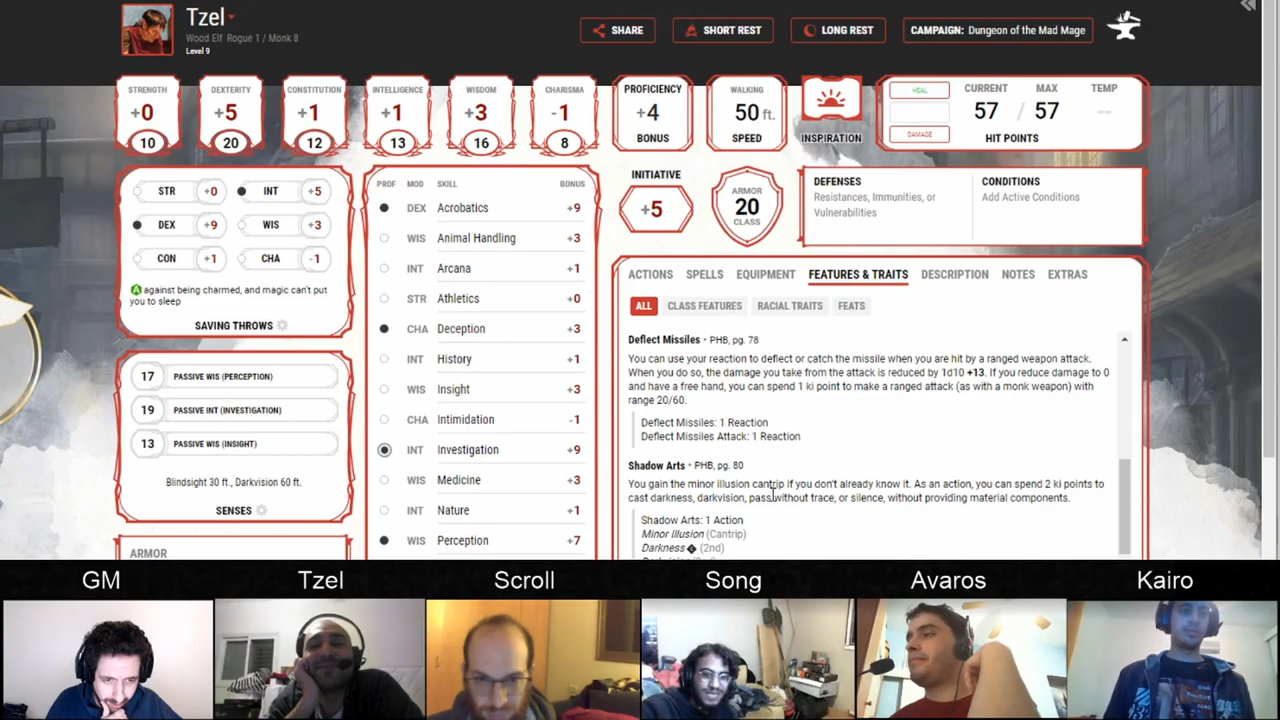 Tzel
Wood Elf Rogue 1 / Monk 8
Level 9
SHARE
SHORT REST
LONG REST
CAMPAIGN: Dungeon of the Mad Mage
STRENGTH
+0
10
DEXTERITY
+5
20
CONSTITUTION
+1
12
INTELLIGENCE
+1
13
WISDOM
+3
16
CHARISMA
-1
8
PROFICIENCY
+4
BONUS
WALKING
50 ft.
SPEED
INSPIRATION
HEAL
DAMAGE
CURRENT
57
/
MAX
57
TEMP
--
HIT POINTS
STR +0
INT +5
DEX +9
WIS +3
CON +1
CHA -1
A against being charmed, and magic can't put
you to sleep
SAVING THROWS
17 PASSIVE WIS (PERCEPTION)
19 PASSIVE INT (INVESTIGATION)
13 PASSIVE WIS (INSIGHT)
Blindsight 30 ft., Darkvision 60 ft.
SENSES
ARMOR
PROF MOD SKILL BONUS
DEX Acrobatics +9
WIS Animal Handling +3
INT Arcana +1
STR Athletics +0
CHA Deception +3
INT History +1
WIS Insight +3
CHA Intimidation -1
INT Investigation +9
WIS Medicine +3
INT Nature +1
WIS Perception +7
INITIATIVE
+5
ARMOR
20
CLASS
DEFENSES
Resistances, Immunities, or
Vulnerabilities
CONDITIONS
Add Active Conditions
ACTIONS SPELLS EQUIPMENT FEATURES & TRAITS DESCRIPTION NOTES EXTRAS
ALL CLASS FEATURES RACIAL TRAITS FEATS
Deflect Missiles • PHB, pg. 78
You can use your reaction to deflect or catch the missile when you are hit by a ranged weapon attack.
When you do so, the damage you take from the attack is reduced by 1d10 +13. If you reduce damage to 0
and have a free hand, you can spend 1 ki point to make a ranged attack (as with a monk weapon) with
range 20/60.
Deflect Missiles: 1 Reaction
Deflect Missiles Attack: 1 Reaction
Shadow Arts • PHB, pg. 80
You gain the minor illusion cantrip if you don't already know it. As an action, you can spend 2 ki points to
cast darkness, darkvision, pass without trace, or silence, without providing material components.
Shadow Arts: 1 Action
Minor Illusion (Cantrip)
Darkness (2nd)
GM
Tzel
Scroll
Song
Avaros
Kairo